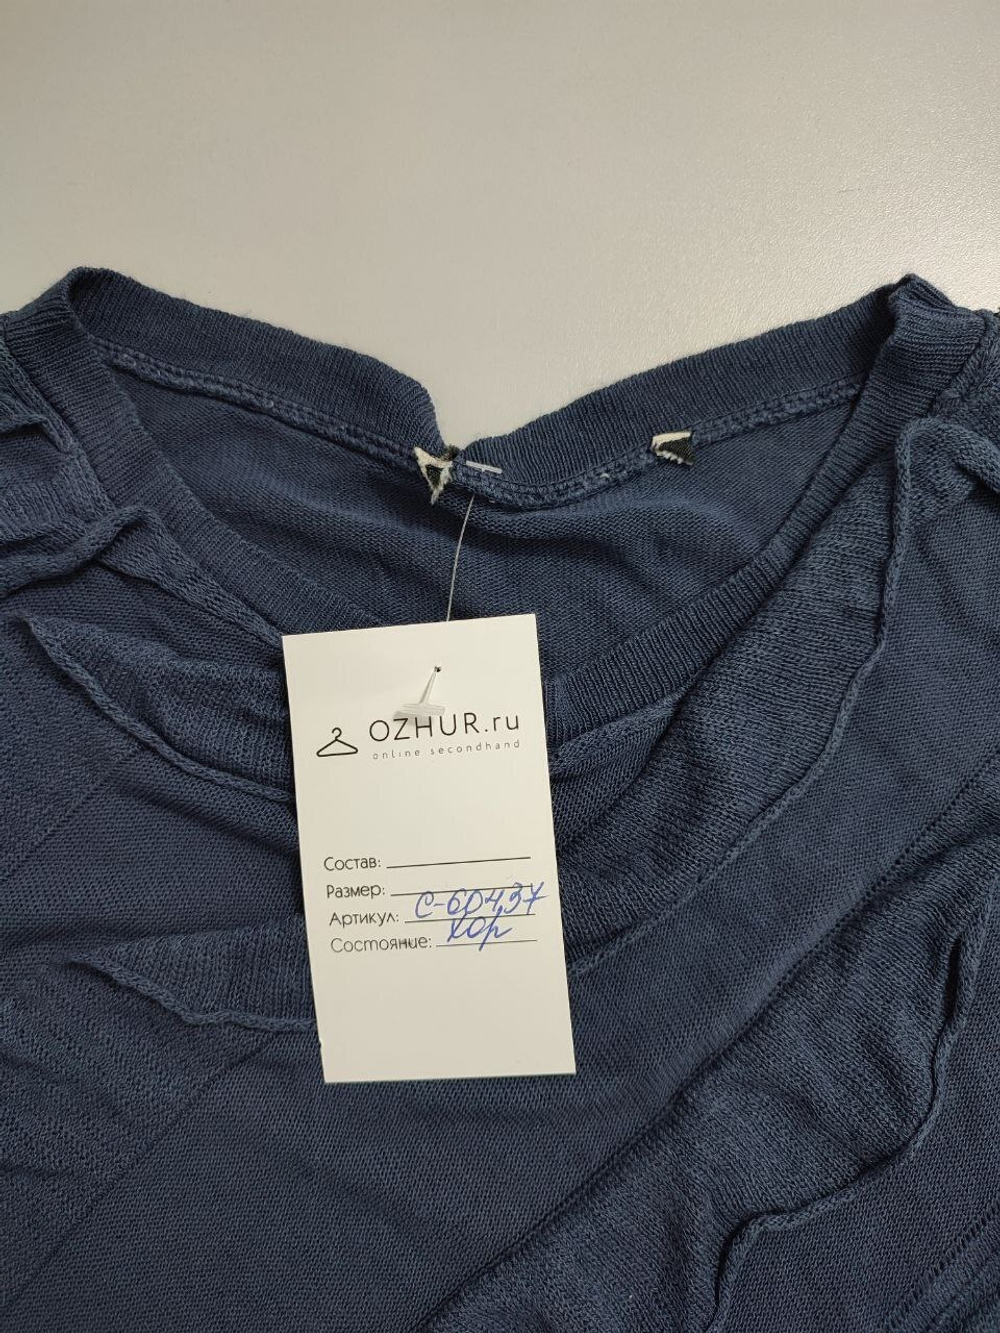 OZHUR.ru
online secondhand
Состав:
Размер:
Артикул: С-60437
Состояние: хор